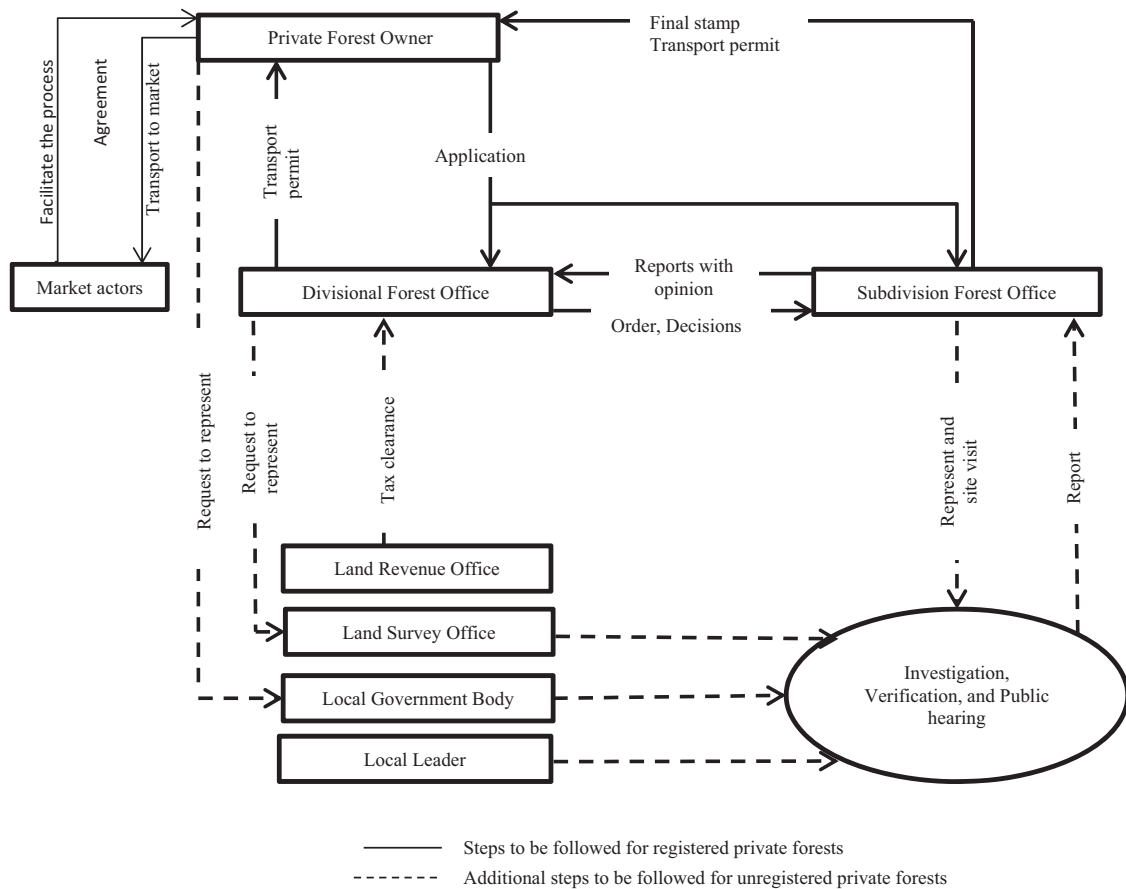 Private Forest Owner
Final stamp
Transport permit
Facilitate the process
Agreement
Transport to market
Transport
permit
Application
Market actors
Divisional Forest Office
Reports with
opinion
Order, Decisions
Subdivision Forest Office
Request to represent
Request to
represent
Tax clearance
Represent and
site visit
Report
Land Revenue Office
Land Survey Office
Local Government Body
Local Leader
Investigation,
Verification, and Public
hearing
Steps to be followed for registered private forests
Additional steps to be followed for unregistered private forests